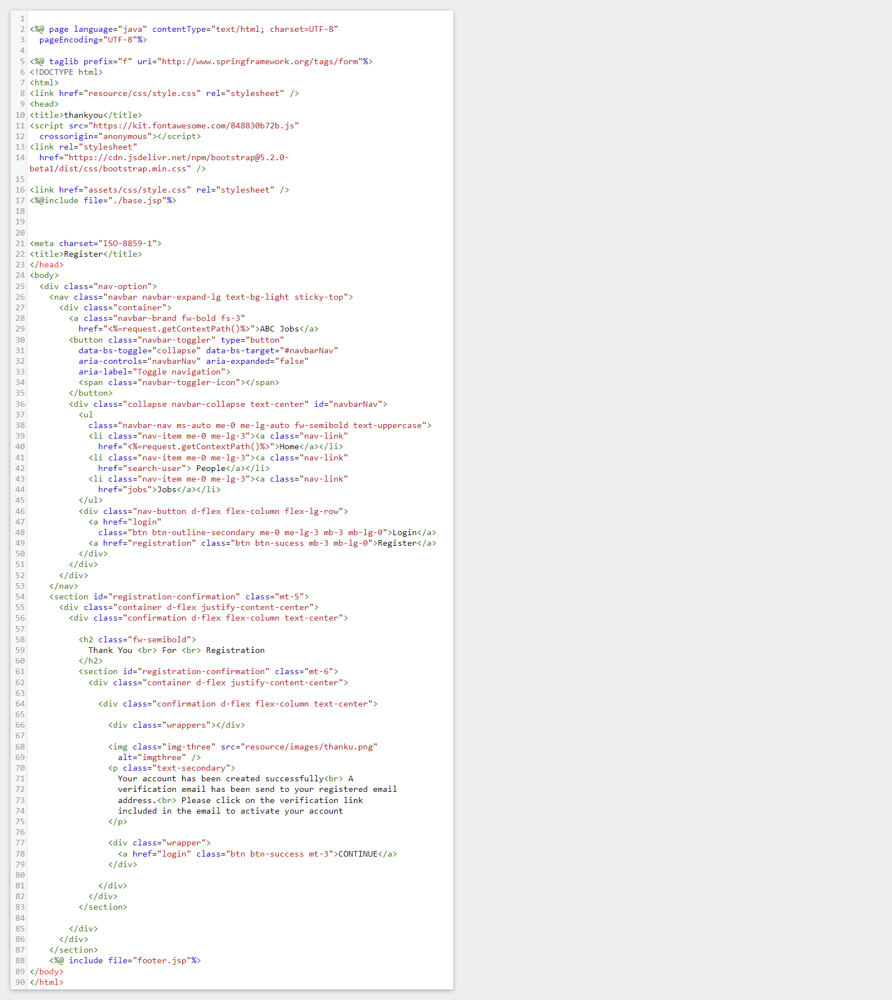 1
2 <%@ page language="java" contentType="text/html; charset=UTF-8"
3   pageEncoding="UTF-8"%>
4
5 <%@ taglib prefix="f" uri="http://www.springframework.org/tags/form"%>
6 <!DOCTYPE html>
7 <html>
8 <link href="resource/css/style.css" rel="stylesheet" />
9 <head>
10 <title>thankyou</title>
11 <script src="https://kit.fontawesome.com/848830b72b.js"
12   crossorigin="anonymous"></script>
13 <link rel="stylesheet"
14   href="https://cdn.jsdelivr.net/npm/bootstrap@5.2.0-
beta1/dist/css/bootstrap.min.css" />
15
16 <link href="assets/css/style.css" rel="stylesheet" />
17 <%@include file="./base.jsp"%>
18
19
20
21 <meta charset="ISO-8859-1">
22 <title>Register</title>
23 </head>
24 <body>
25   <div class="nav-option">
26     <nav class="navbar navbar-expand-lg text-bg-light sticky-top">
27       <div class="container">
28         <a class="navbar-brand fw-bold fs-3"
29           href="<%=request.getContextPath()%>">ABC Jobs</a>
30         <button class="navbar-toggler" type="button"
31           data-bs-toggle="collapse" data-bs-target="#navbarNav"
32           aria-controls="navbarNav" aria-expanded="false"
33           aria-label="Toggle navigation">
34           <span class="navbar-toggler-icon"></span>
35         </button>
36         <div class="collapse navbar-collapse text-center" id="navbarNav">
37           <ul
38             class="navbar-nav ms-auto me-0 me-lg-auto fw-semibold text-uppercase">
39             <li class="nav-item me-0 me-lg-3"><a class="nav-link"
40               href="<%=request.getContextPath()%>">Home</a></li>
41             <li class="nav-item me-0 me-lg-3"><a class="nav-link"
42               href="search-user"> People</a></li>
43             <li class="nav-item me-0 me-lg-3"><a class="nav-link"
44               href="jobs">Jobs</a></li>
45           </ul>
46           <div class="nav-button d-flex flex-column flex-lg-row">
47             <a href="login"
48               class="btn btn-outline-secondary me-0 me-lg-3 mb-3 mb-lg-0">Login</a>
49             <a href="registration" class="btn btn-sucess mb-3 mb-lg-0">Register</a>
50           </div>
51         </div>
52       </div>
53     </nav>
54     <section id="registration-confirmation" class="mt-5">
55       <div class="container d-flex justify-content-center">
56         <div class="confirmation d-flex flex-column text-center">
57
58           <h2 class="fw-semibold">
59             Thank You <br> For <br> Registration
60           </h2>
61           <section id="registration-confirmation" class="mt-6">
62             <div class="container d-flex justify-content-center">
63
64               <div class="confirmation d-flex flex-column text-center">
65
66                 <div class="wrappers"></div>
67
68                 <img class="img-three" src="resource/images/thanku.png"
69                   alt="imgthree" />
70                 <p class="text-secondary">
71                   Your account has been created successfully<br> A
72                   verification email has been send to your registered email
73                   address.<br> Please click on the verification link
74                   included in the email to activate your account
75                 </p>
76
77                 <div class="wrapper">
78                   <a href="login" class="btn btn-success mt-3">CONTINUE</a>
79                 </div>
80
81               </div>
82             </div>
83           </section>
84
85         </div>
86       </div>
87     </section>
88     <%@ include file="footer.jsp"%>
89 </body>
90 </html>